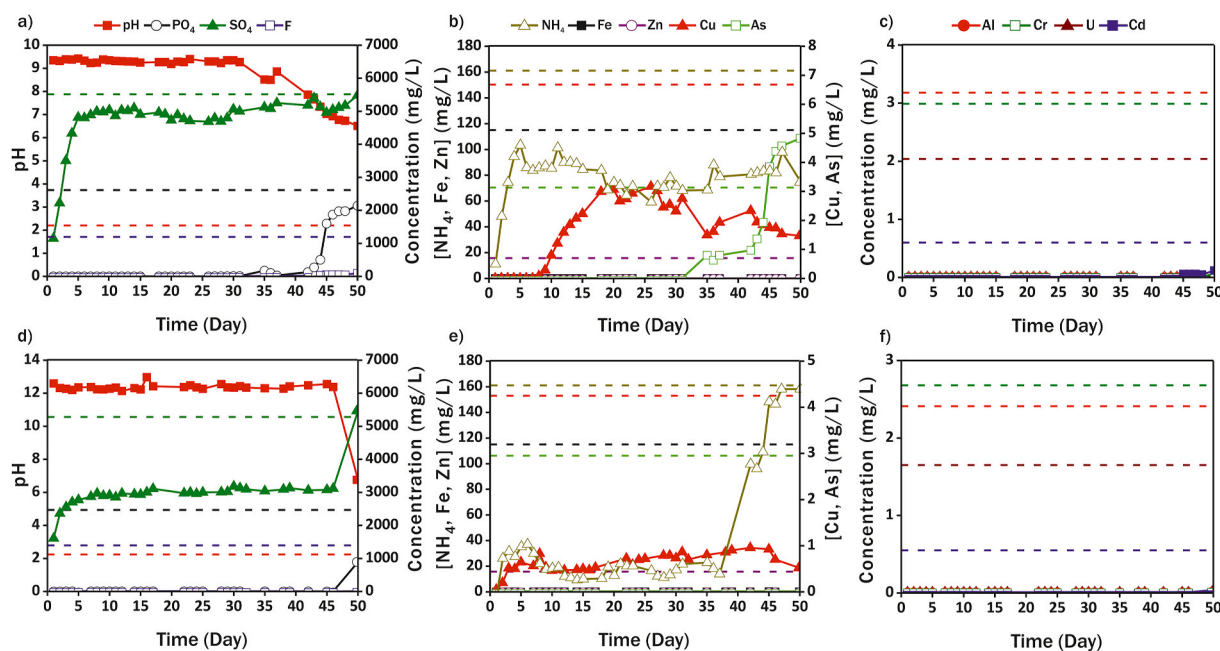 a) pH PO4 SO4 F
b) NH4 Fe Zn Cu As
c) Al Cr U Cd
10 9 8 7 6 5 4 3 2 1 0
pH
7000 6000 5000 4000 3000 2000 1000 0
Concentration (mg/L)
0 5 10 15 20 25 30 35 40 45 50
Time (Day)
180 160 140 120 100 80 60 40 20 0
[NH4, Fe, Zn] (mg/L)
8 7 6 5 4 3 2 1 0
[Cu, As] (mg/L)
0 5 10 15 20 25 30 35 40 45 50
Time (Day)
4 3 2 1 0
Concentration (mg/L)
0 5 10 15 20 25 30 35 40 45 50
Time (Day)
d)
14 12 10 8 6 4 2 0
pH
7000 6000 5000 4000 3000 2000 1000 0
Concentration (mg/L)
0 5 10 15 20 25 30 35 40 45 50
Time (Day)
e)
180 160 140 120 100 80 60 40 20 0
[NH4, Fe, Zn] (mg/L)
5 4 3 2 1 0
[Cu, As] (mg/L)
0 5 10 15 20 25 30 35 40 45 50
Time (Day)
f)
3 2 1 0
Concentration (mg/L)
0 5 10 15 20 25 30 35 40 45 50
Time (Day)